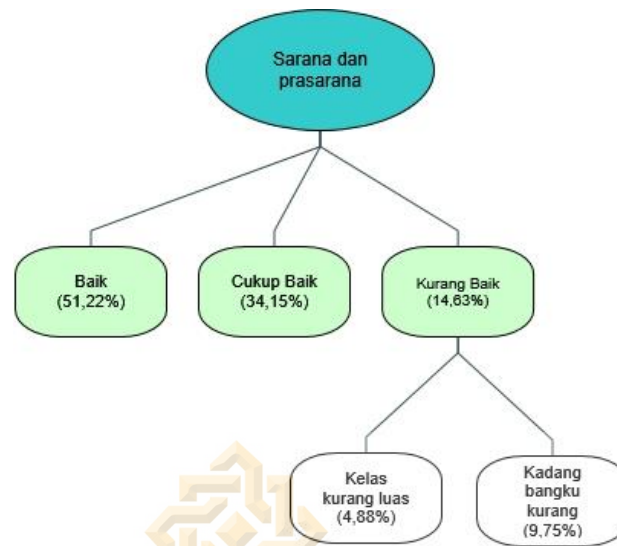 Sarana dan
prasarana
Baik
(51,22%)
Cukup Baik
(34,15%)
Kurang Baik
(14,63%)
Kelas
kurang luas
(4,88%)
Kadang
bangku
kurang
(9,75%)